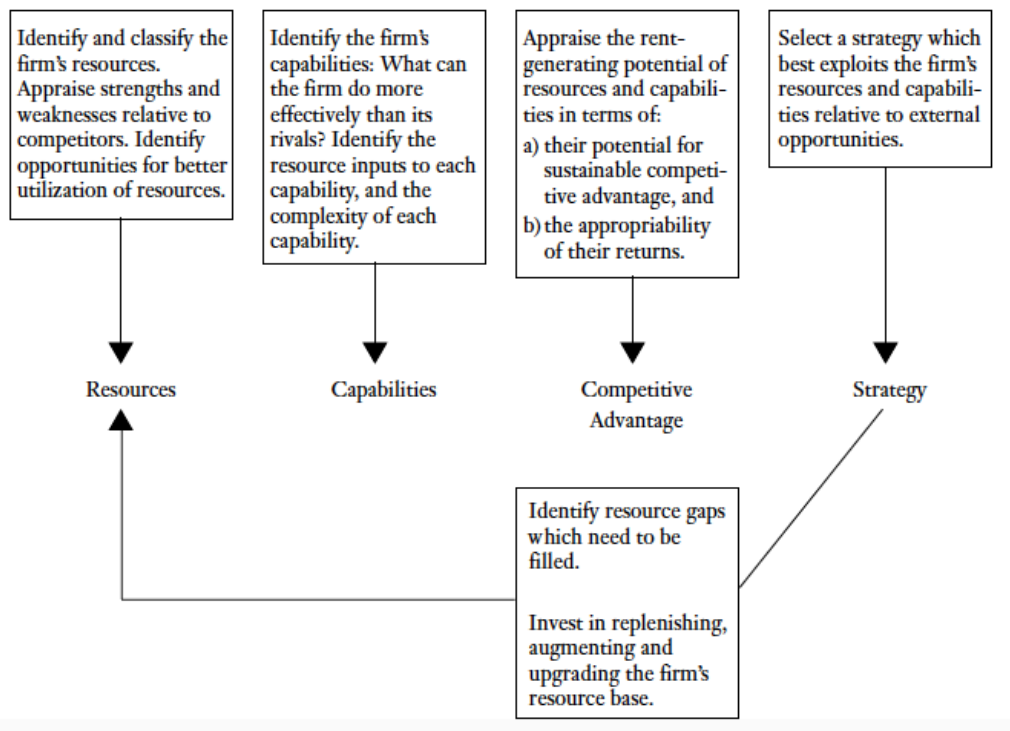 Identify and classify the
firm's resources.
Appraise strengths and
weaknesses relative to
competitors. Identify
opportunities for better
utilization of resources.
Identify the firm's
capabilities: What can
the firm do more
effectively than its
rivals? Identify the
resource inputs to each
capability, and the
complexity of each
capability.
Appraise the rent-
generating potential of
resources and capabili-
ties in terms of:
a) their potential for
sustainable competi-
tive advantage, and
b) the appropriability
of their returns.
Select a strategy which
best exploits the firm's
resources and capabili-
ties relative to external
opportunities.
Resources
Capabilities
Competitive
Advantage
Strategy
Identify resource gaps
which need to be
filled.
Invest in replenishing,
augmenting and
upgrading the firm's
resource base.